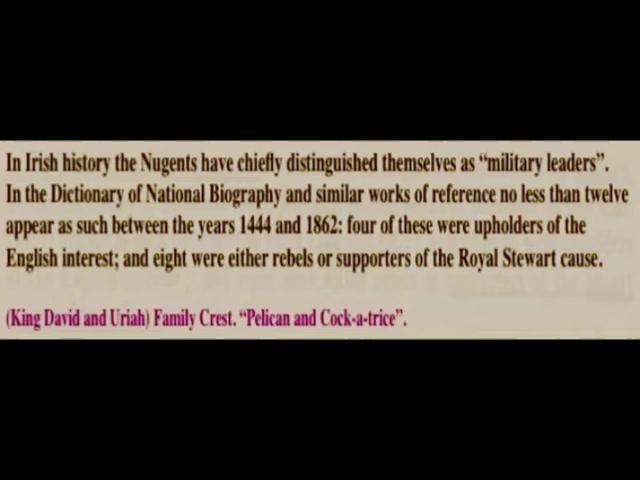 In Irish history the Nugents have chiefly distinguished themselves as “military leaders”.
In the Dictionary of National Biography and similar works of reference no less than twelve
appear as such between the years 1444 and 1862: four of these were upholders of the
English interest; and eight were either rebels or supporters of the Royal Stewart cause.
(King David and Uriah) Family Crest. “Pelican and Cock-a-trice”.